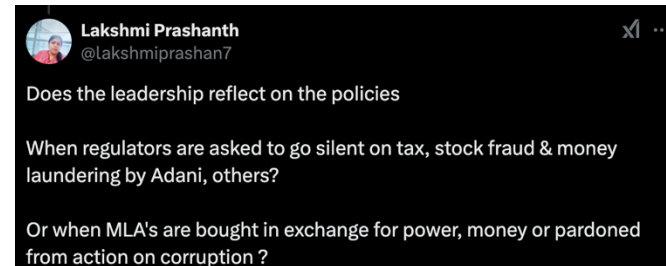 Lakshmi Prashanth
@lakshmiprashan7
Does the leadership reflect on the policies
When regulators are asked to go silent on tax, stock fraud & money
laundering by Adani, others?
Or when MLA's are bought in exchange for power, money or pardoned
from action on corruption ?